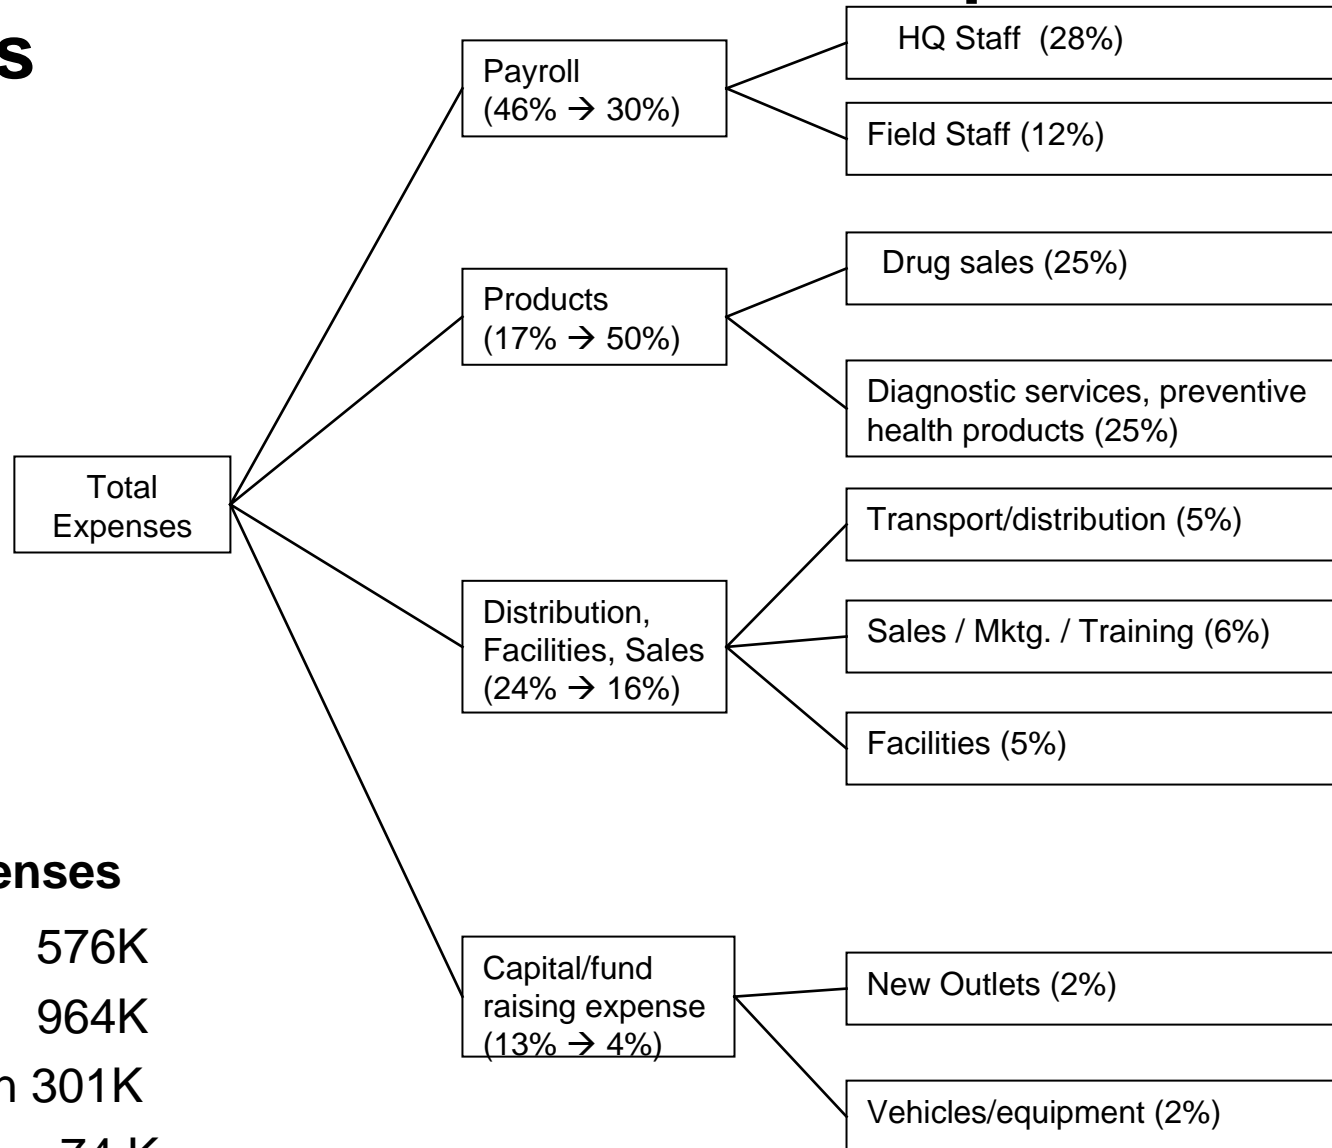 s
Payroll
(46% → 30%)
HQ Staff  (28%)
Field Staff (12%)
Products
(17% → 50%)
Drug sales (25%)
Diagnostic services, preventive
health products (25%)
Total
Expenses
Distribution,
Facilities, Sales
(24% → 16%)
Transport/distribution (5%)
Sales / Mktg. / Training (6%)
Facilities (5%)
Capital/fund
raising expense
(13% → 4%)
New Outlets (2%)
Vehicles/equipment (2%)
enses
576K
964K
n 301K
74 K